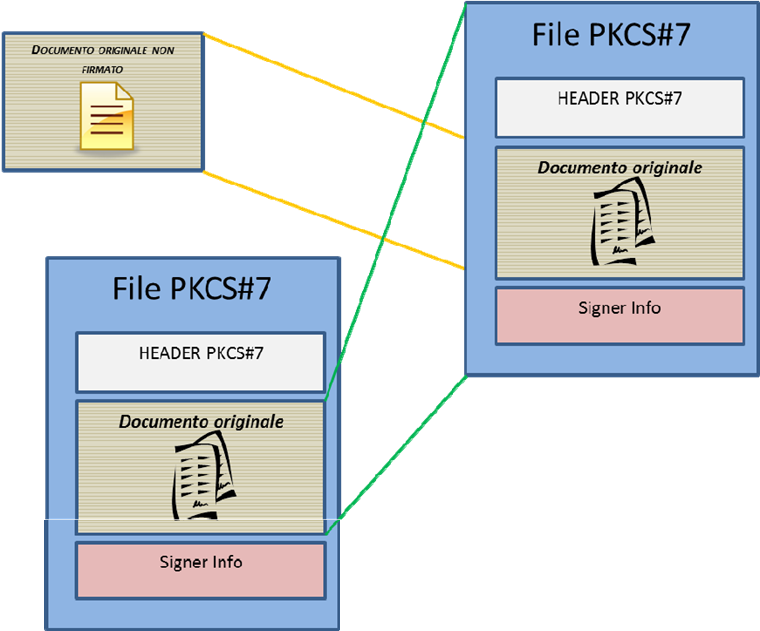 DOCUMENTO ORIGINALE NON
FIRMATO
File PKCS#7
HEADER PKCS#7
Documento originale
Signer Info
File PKCS#7
HEADER PKCS#7
Documento originale
Signer Info